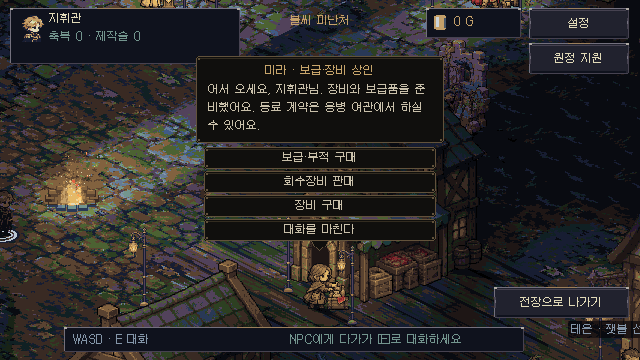 지휘관
축복 0 · 제작술 0
불씨 피난처
0 G
설정
원정 지원
미라 · 보급·장비 상인
어서 오세요, 지휘관님. 장비와 보급품을 준
비했어요. 동료 계약은 용병 여관에서 하실
수 있어요.
보급·부적 구매
회수장비 판매
장비 구매
대화를 마친다
전장으로 나가기
테온 · 잿불
WASD · E 대화
NPC에게 다가가 E로 대화하세요